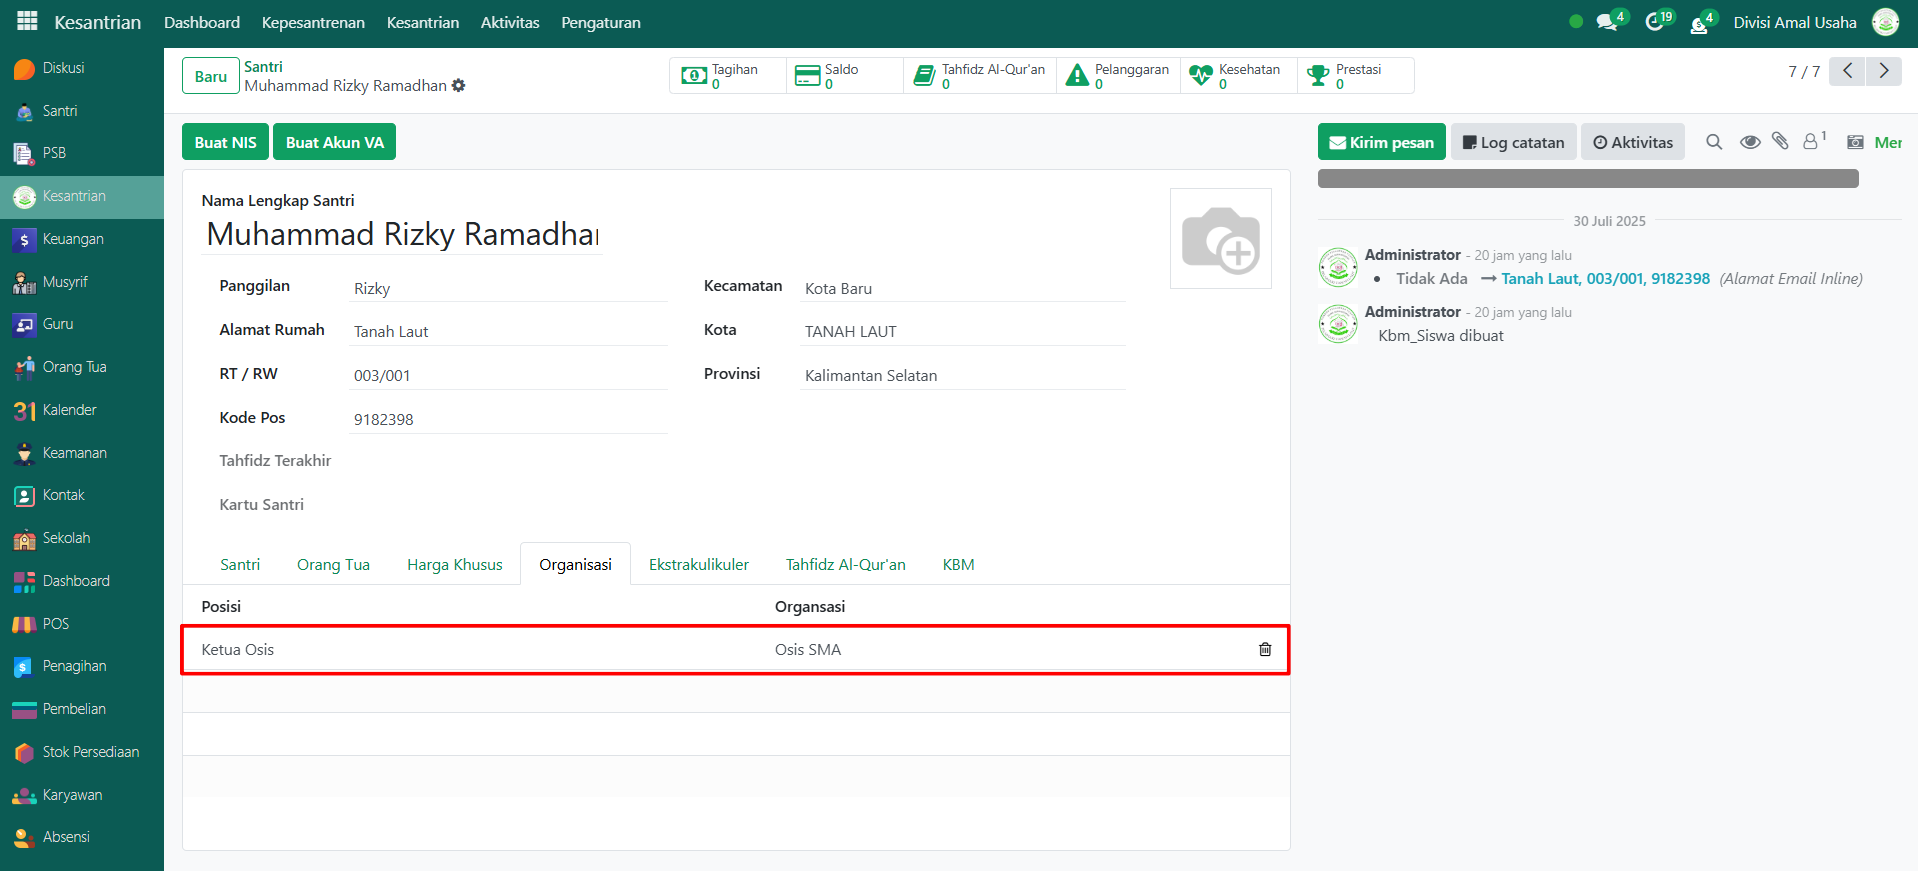 Kesantrian
Dashboard
Kepesantrenan
Kesantrian
Aktivitas
Pengaturan
4
19
4
Divisi Amal Usaha
Diskusi
Santri
PSB
Kesantrian
Keuangan
Musyrif
Guru
Orang Tua
31 Kalender
Keamanan
Kontak
Sekolah
Dashboard
POS
Penagihan
Pembelian
Stok Persediaan
Karyawan
Absensi
Baru
Santri
Muhammad Rizky Ramadhan
Tagihan
0
Saldo
0
Tahfidz Al-Qur'an
0
Pelanggaran
0
Kesehatan
0
Prestasi
0
7 / 7
Buat NIS
Buat Akun VA
Nama Lengkap Santri
Muhammad Rizky Ramadhan
Panggilan
Rizky
Kecamatan
Kota Baru
Alamat Rumah
Tanah Laut
Kota
TANAH LAUT
RT / RW
003/001
Provinsi
Kalimantan Selatan
Kode Pos
9182398
Tahfidz Terakhir
Kartu Santri
Santri
Orang Tua
Harga Khusus
Organisasi
Ekstrakulikuler
Tahfidz Al-Qur'an
KBM
Posisi
Organsasi
Ketua Osis
Osis SMA
Kirim pesan
Log catatan
Aktivitas
1
Mer
30 Juli 2025
Administrator - 20 jam yang lalu
• Tidak Ada → Tanah Laut, 003/001, 9182398 (Alamat Email Inline)
Administrator - 20 jam yang lalu
Kbm_Siswa dibuat